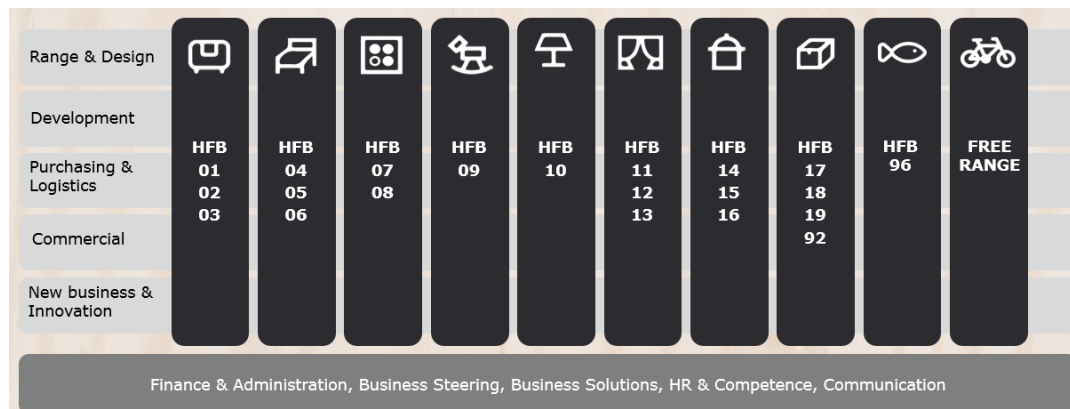 Range & Design
Development
Purchasing &
Logistics
Commercial
New business &
Innovation
HFB
01
02
03
HFB
04
05
06
HFB
07
08
HFB
09
HFB
10
HFB
11
12
13
HFB
14
15
16
HFB
17
18
19
92
HFB
96
FREE
RANGE
Finance & Administration, Business Steering, Business Solutions, HR & Competence, Communication